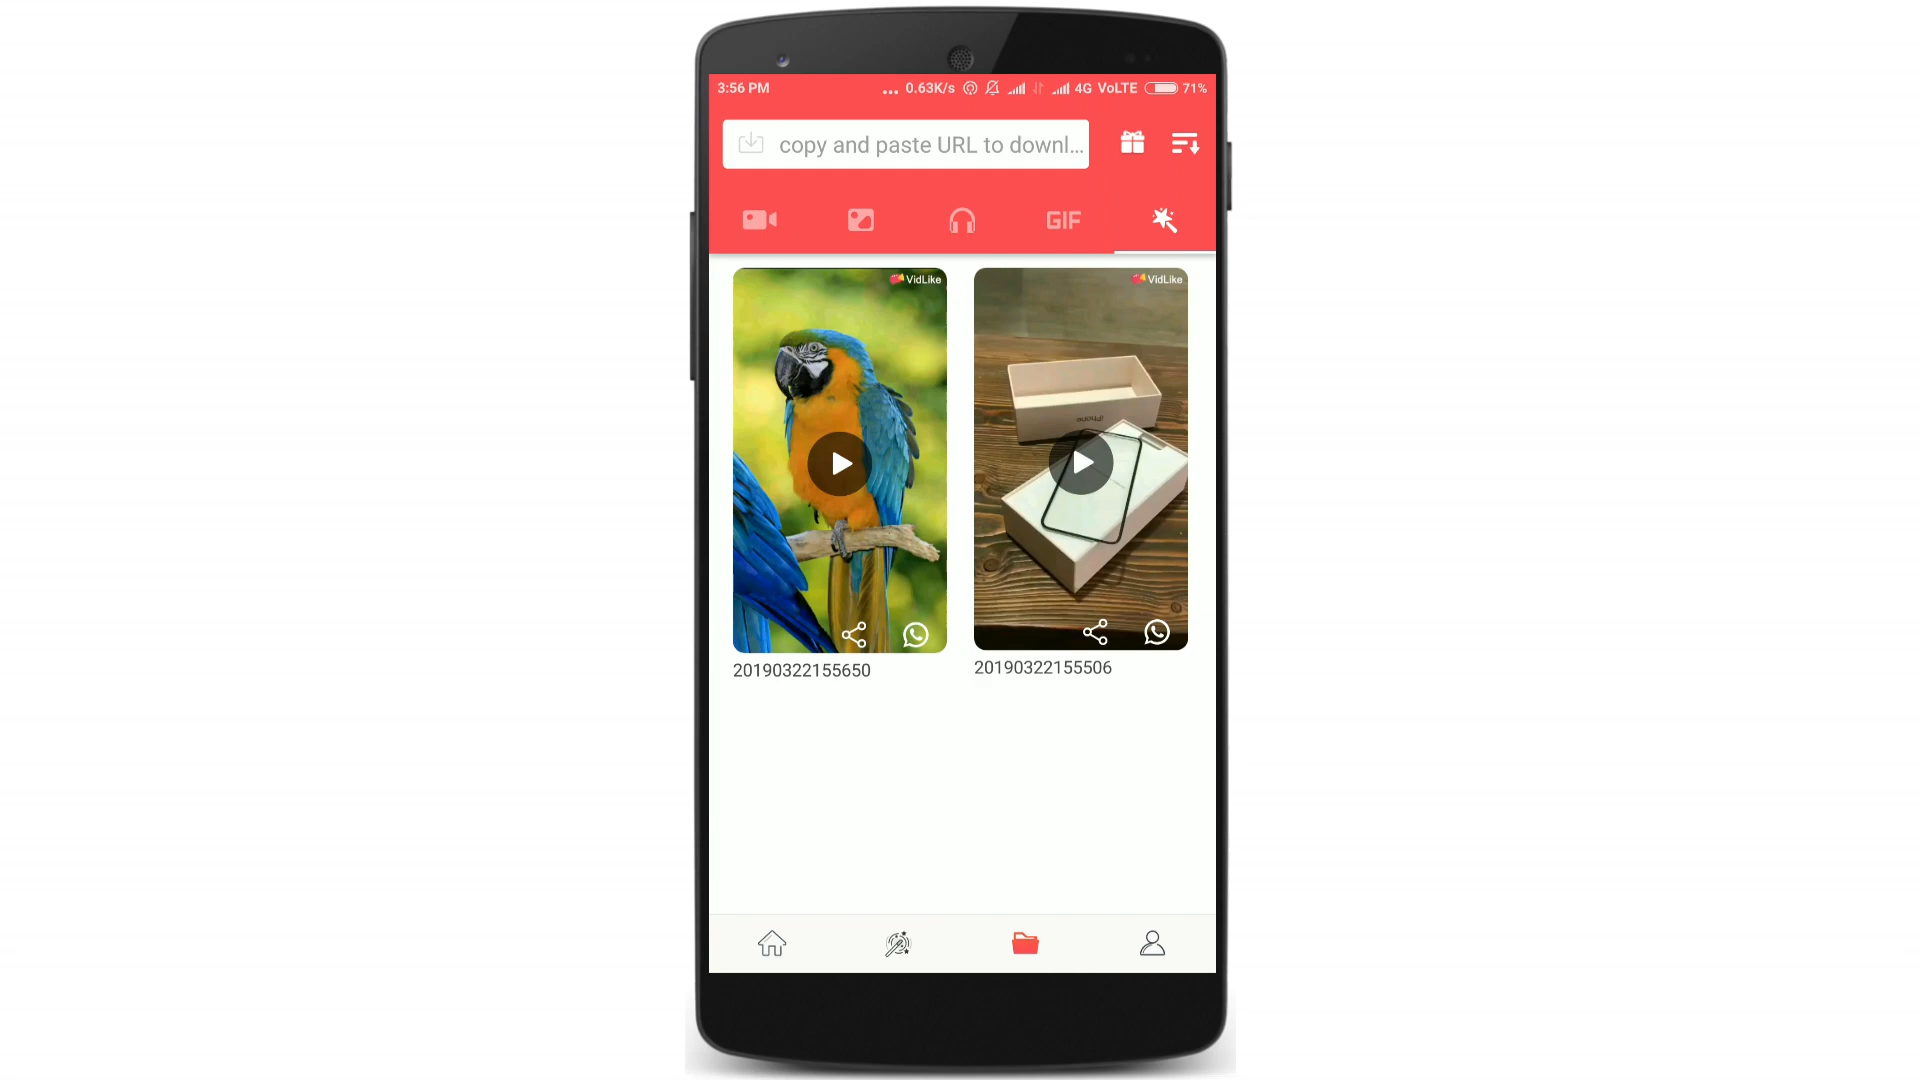 3:56 PM ... 0.63K/s 4G VoLTE 71%
copy and paste URL to downl...
GIF
VidLike
VidLike
iPhone
20190322155650
20190322155506